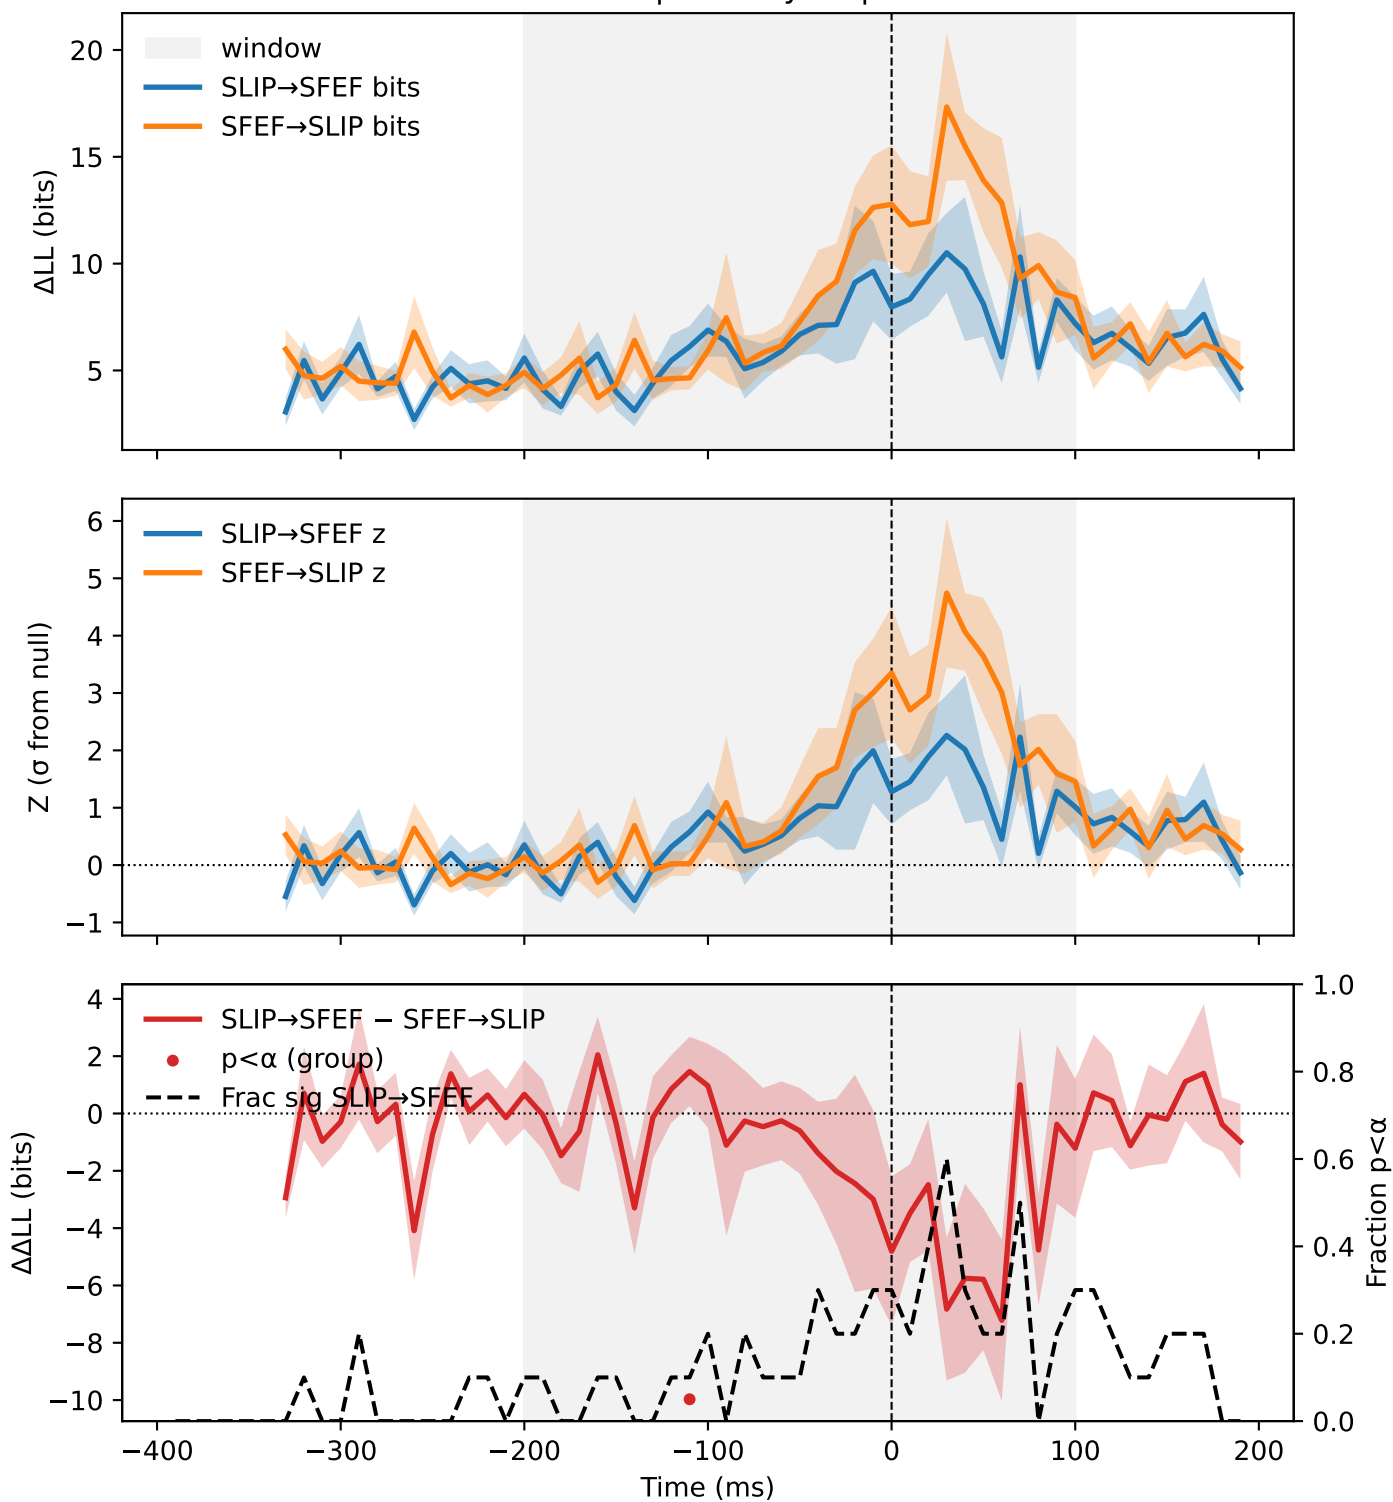 20
15
10
5
ΔLL (bits)
window
SLIP→SFEF bits
SFEF→SLIP bits
6
5
4
3
2
1
0
−1
Z (σ from null)
SLIP→SFEF z
SFEF→SLIP z
4
2
0
−2
−4
−6
−8
−10
ΔΔLL (bits)
SLIP→SFEF − SFEF→SLIP
p<α (group)
Frac sig SLIP→SFEF
1.0
0.8
0.6
0.4
0.2
0.0
Fraction p<α
−400 −300 −200 −100 0 100 200
Time (ms)